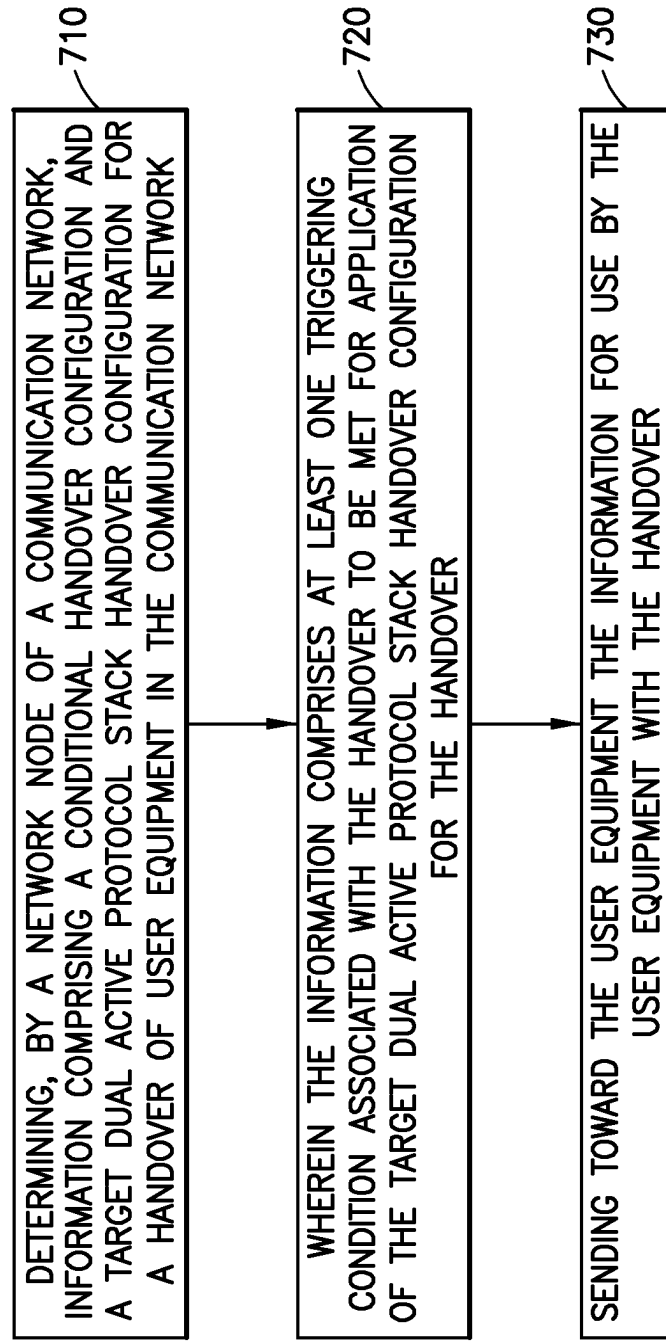 DETERMINING, BY A NETWORK NODE OF A COMMUNICATION NETWORK,
INFORMATION COMPRISING A CONDITIONAL HANDOVER CONFIGURATION AND
A TARGET DUAL ACTIVE PROTOCOL STACK HANDOVER CONFIGURATION FOR
A HANDOVER OF USER EQUIPMENT IN THE COMMUNICATION NETWORK
710
WHEREIN THE INFORMATION COMPRISES AT LEAST ONE TRIGGERING
CONDITION ASSOCIATED WITH THE HANDOVER TO BE MET FOR APPLICATION
OF THE TARGET DUAL ACTIVE PROTOCOL STACK HANDOVER CONFIGURATION
FOR THE HANDOVER
720
SENDING TOWARD THE USER EQUIPMENT THE INFORMATION FOR USE BY THE
USER EQUIPMENT WITH THE HANDOVER
730